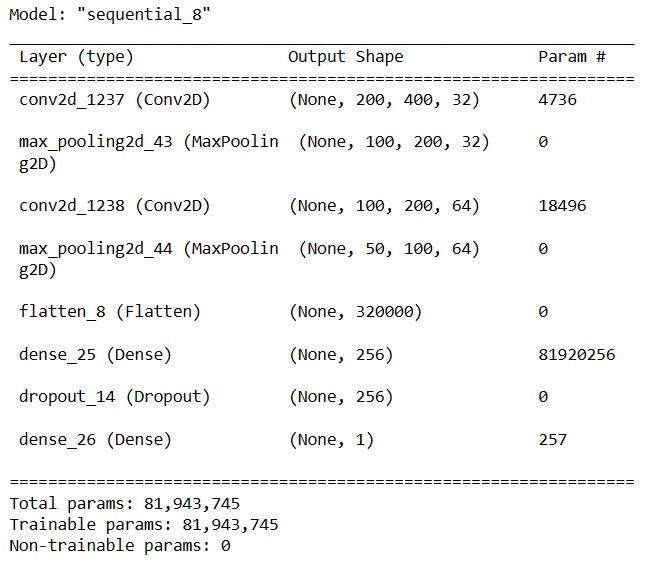 Model: "sequential_8"
Layer (type) Output Shape Param #
conv2d_1237 (Conv2D) (None, 200, 400, 32) 4736
max_pooling2d_43 (MaxPoolin (None, 100, 200, 32) 0
g2D)
conv2d_1238 (Conv2D) (None, 100, 200, 64) 18496
max_pooling2d_44 (MaxPoolin (None, 50, 100, 64) 0
g2D)
flatten_8 (Flatten) (None, 320000) 0
dense_25 (Dense) (None, 256) 81920256
dropout_14 (Dropout) (None, 256) 0
dense_26 (Dense) (None, 1) 257
Total params: 81,943,745
Trainable params: 81,943,745
Non-trainable params: 0